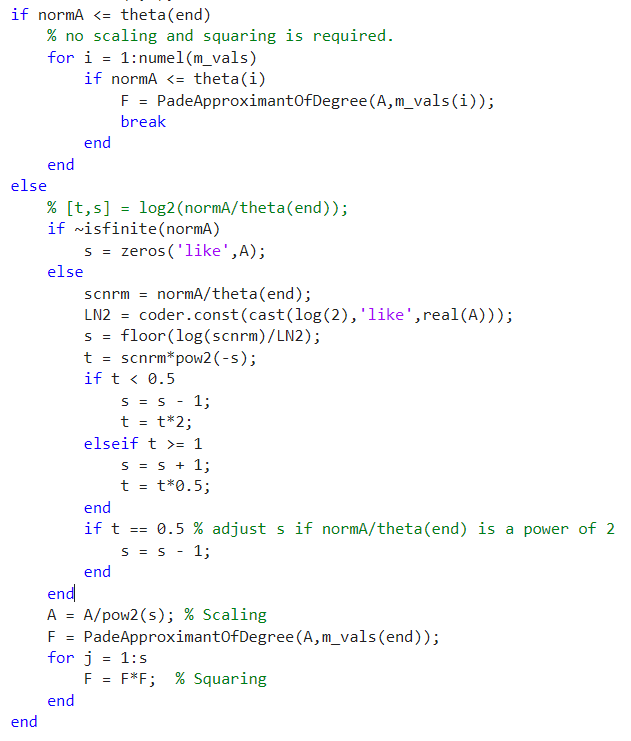 if normA <= theta(end)
    % no scaling and squaring is required.
    for i = 1:numel(m_vals)
        if normA <= theta(i)
            F = PadeApproximantOfDegree(A,m_vals(i));
            break
        end
    end
else
    % [t,s] = log2(normA/theta(end));
    if ~isfinite(normA)
        s = zeros('like',A);
    else
        scnrm = normA/theta(end);
        LN2 = coder.const(cast(log(2),'like',real(A)));
        s = floor(log(scnrm)/LN2);
        t = scnrm*pow2(-s);
        if t < 0.5
            s = s - 1;
            t = t*2;
        elseif t >= 1
            s = s + 1;
            t = t*0.5;
        end
        if t == 0.5 % adjust s if normA/theta(end) is a power of 2
            s = s - 1;
        end
    end
    A = A/pow2(s); % Scaling
    F = PadeApproximantOfDegree(A,m_vals(end));
    for j = 1:s
        F = F*F;  % Squaring
    end
end